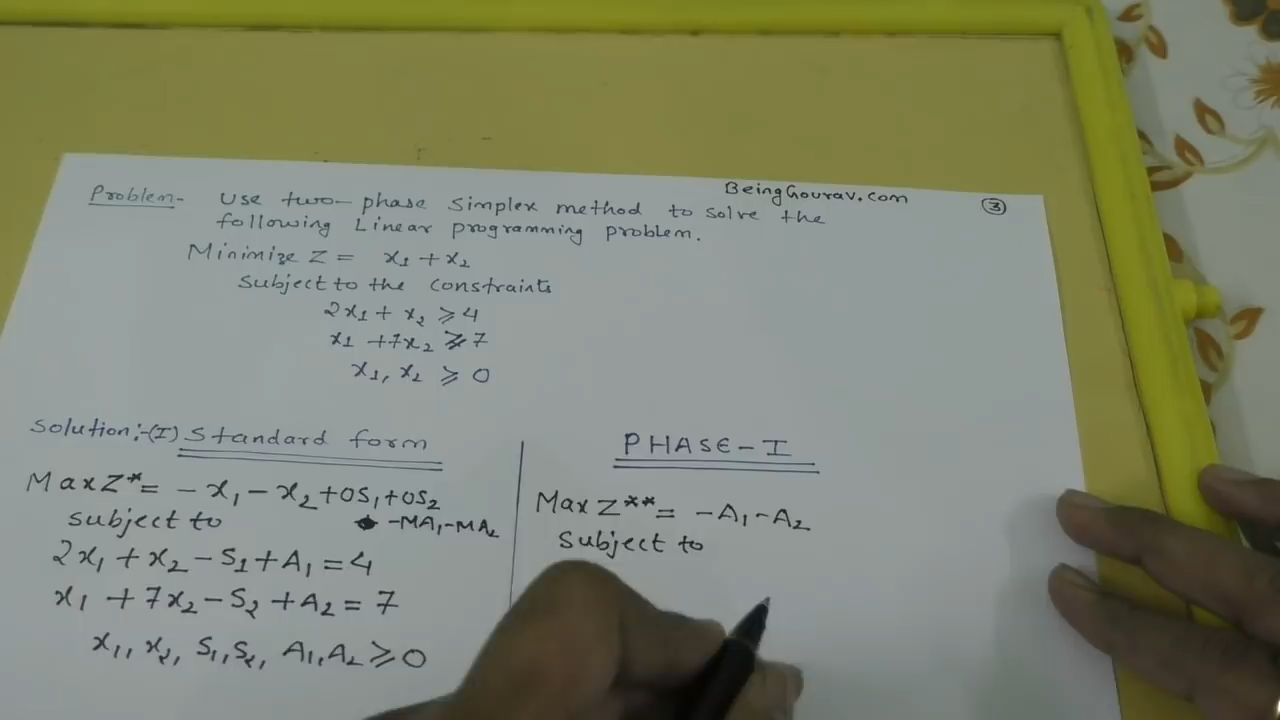 BeingGourav.com
③
Problem- Use two-phase simplex method to solve the
following Linear programming problem.
Minimize Z = x₁ + x₂
Subject to the constraints
2x₁ + x₂ ⩾ 4
x₁ + 7x₂ ⩾ 7
x₁, x₂ ⩾ 0
Solution:-(I) Standard form
Max Z* = -x₁ - x₂ + 0S₁ + 0S₂
-MA₁-MA₂
subject to
2x₁ + x₂ - S₁ + A₁ = 4
x₁ + 7x₂ - S₂ + A₂ = 7
x₁, x₂, S₁, S₂, A₁, A₂ ⩾ 0
PHASE-I
Max Z** = -A₁-A₂
Subject to